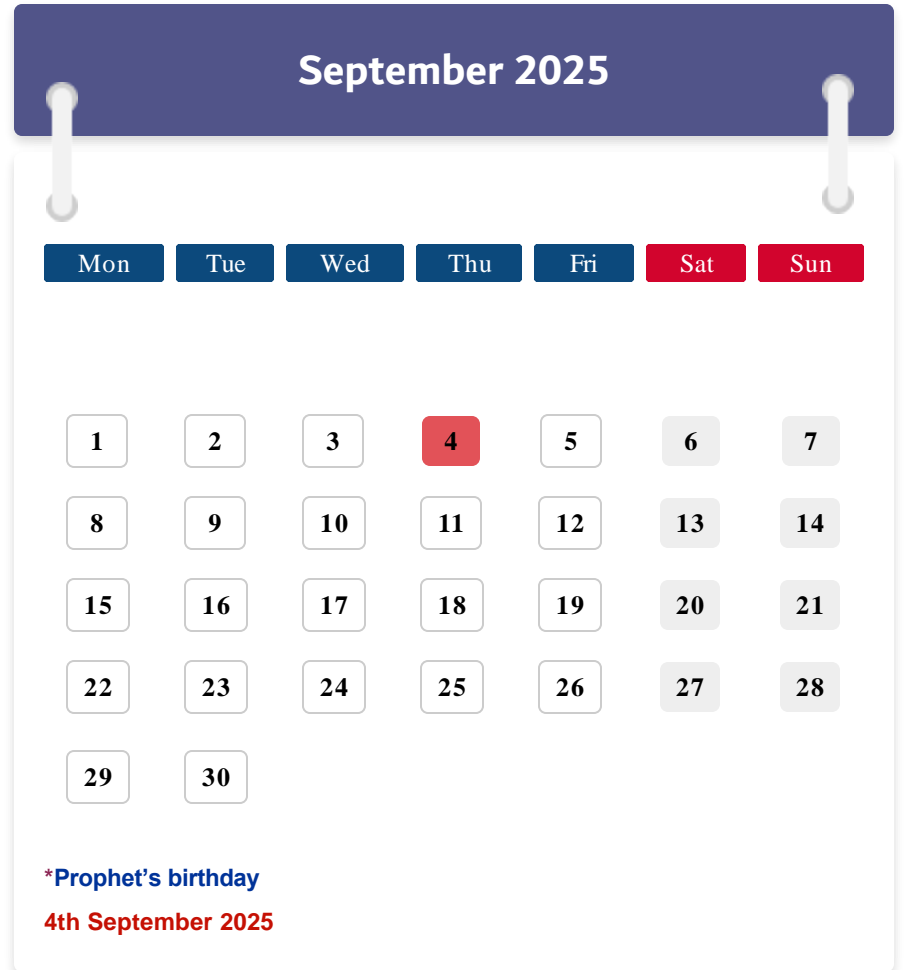 September 2025
Mon Tue Wed Thu Fri Sat Sun
1 2 3 4 5 6 7
8 9 10 11 12 13 14
15 16 17 18 19 20 21
22 23 24 25 26 27 28
29 30
*Prophet’s birthday
4th September 2025